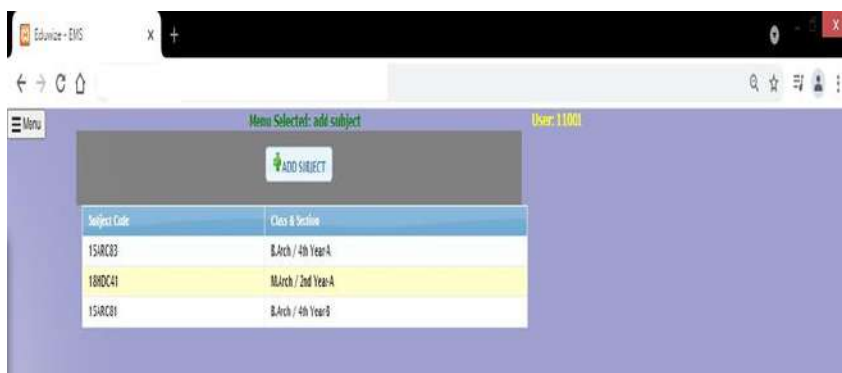 Eduwize - EMS
Menu
Menu Selected: add subject
User: 11001
ADD SUBJECT
Subject Code Class & Section
15ARC83 B.Arch / 4th Year-A
M.Arch / 2nd Year-A
15ARC81 B.Arch / 4th Year-B